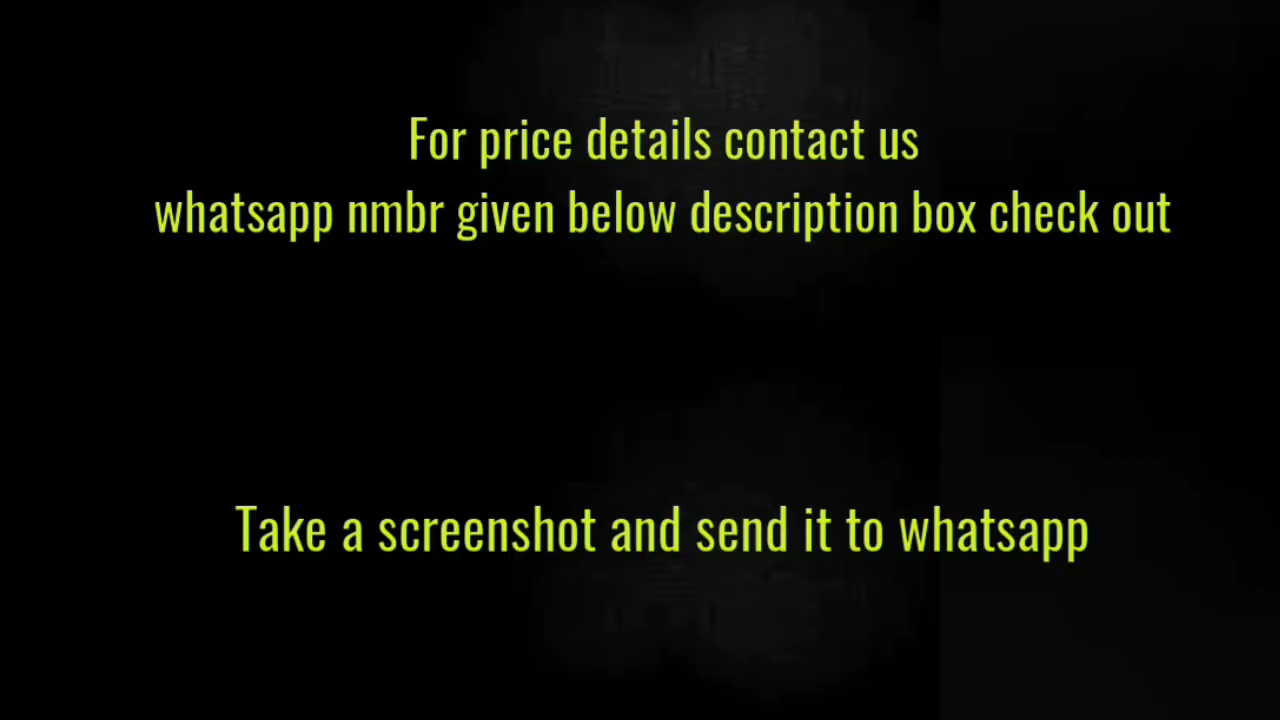 For price details contact us
whatsapp nmbr given below description box check out
Take a screenshot and send it to whatsapp